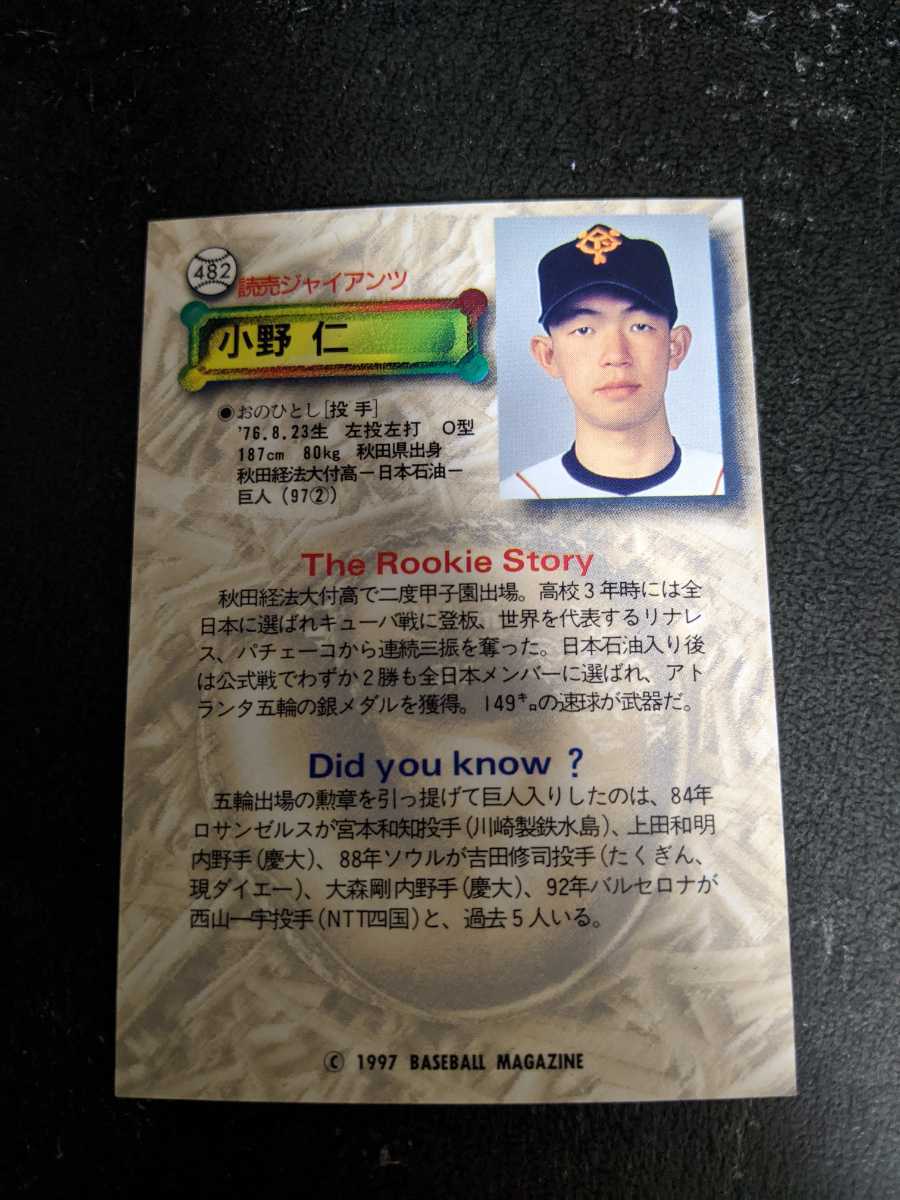 482
読売ジャイアンツ
小野 仁
●おのひとし[投手]
'76.8.23生 左投左打 O型
187cm 80kg 秋田県出身
秋田経法大付高－日本石油－
巨人（97②）
The Rookie Story
秋田経法大付高で二度甲子園出場。高校3年時には全
日本に選ばれキューバ戦に登板、世界を代表するリナレ
ス、パチェーコから連続三振を奪った。日本石油入り後
は公式戦でわずか2勝も全日本メンバーに選ばれ、アト
ランタ五輪の銀メダルを獲得。149㌔の速球が武器だ。
Did you know ?
五輪出場の勲章を引っ提げて巨人入りしたのは、84年
ロサンゼルスが宮本和知投手(川崎製鉄水島)、上田和明
内野手(慶大)、88年ソウルが吉田修司投手(たくぎん、
現ダイエー)、大森剛内野手(慶大)、92年バルセロナが
西山一宇投手(NTT四国)と、過去5人いる。
© 1997 BASEBALL MAGAZINE